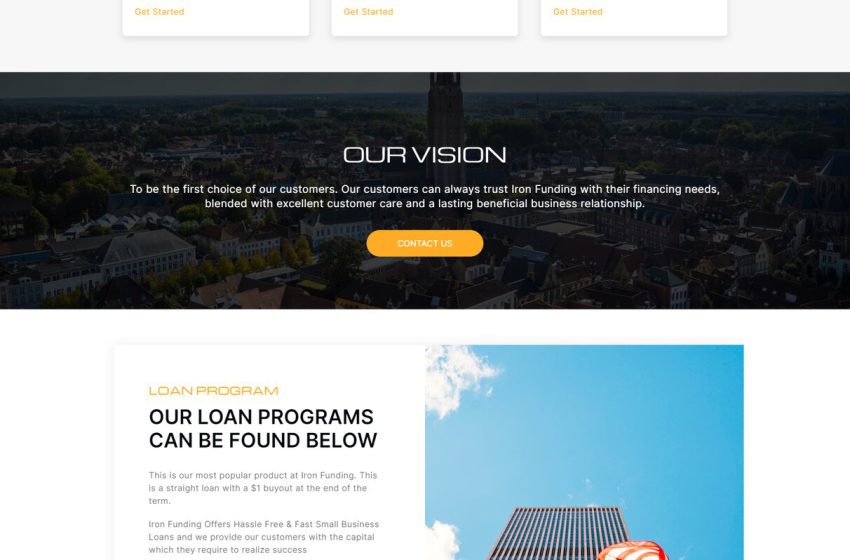 Get Started Get Started Get Started
OUR VISION
To be the first choice of our customers. Our customers can always trust Iron Funding with their financing needs,
blended with excellent customer care and a lasting beneficial business relationship.
CONTACT US
LOAN PROGRAM
OUR LOAN PROGRAMS
CAN BE FOUND BELOW
This is our most popular product at Iron Funding. This
is a straight loan with a $1 buyout at the end of the
term.
Iron Funding Offers Hassle Free & Fast Small Business
Loans and we provide our customers with the capital
which they require to realize success